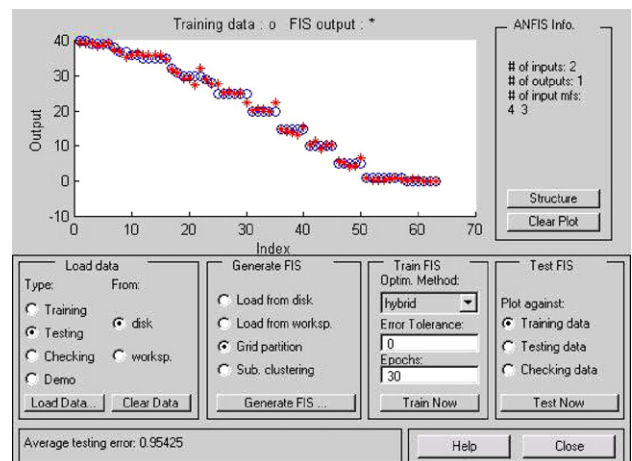 Training data : o   FIS output : *
40
30
20
10
0
-10
Output
0 10 20 30 40 50 60 70
Index
ANFIS Info.
# of inputs: 2
# of outputs: 1
# of input mfs:
4 3
Structure
Clear Plot
Load data
Type: From:
Training
Testing
Checking
Demo
disk
worksp.
Load Data... Clear Data
Generate FIS
Load from disk
Load from worksp.
Grid partition
Sub. clustering
Generate FIS ...
Train FIS
Optim. Method:
hybrid
Error Tolerance:
0
Epochs:
30
Train Now
Test FIS
Plot against:
Training data
Testing data
Checking data
Test Now
Average testing error: 0.95425
Help Close